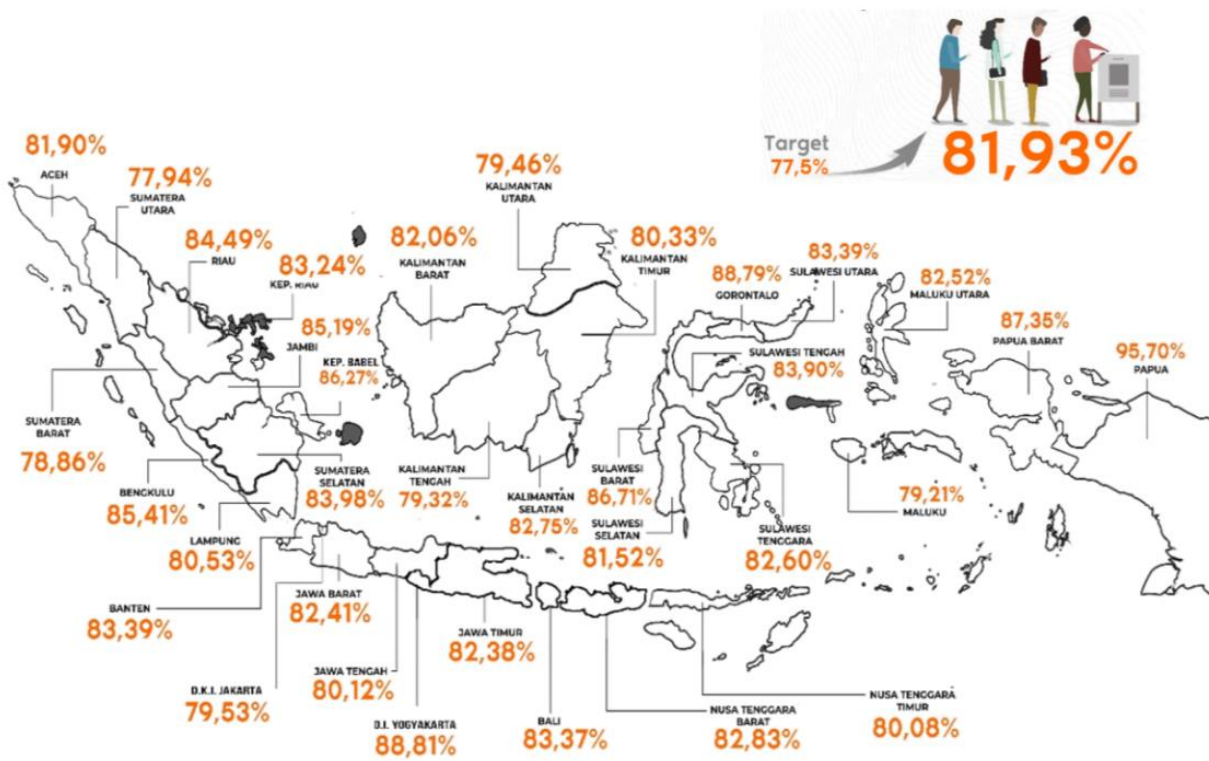 Target
77,5%
81,93%
81,90%
ACEH
77,94%
SUMATERA
UTARA
84,49%
RIAU
83,24%
KEP. RIAU
85,19%
JAMBI
KEP. BABEL
86,27%
SUMATERA
BARAT
78,86%
BENGKULU
85,41%
SUMATERA
SELATAN
83,98%
LAMPUNG
80,53%
BANTEN
83,39%
D.K.I. JAKARTA
79,53%
JAWA BARAT
82,41%
JAWA TENGAH
80,12%
D.I. YOGYAKARTA
88,81%
JAWA TIMUR
82,38%
BALI
83,37%
NUSA TENGGARA
BARAT
82,83%
NUSA TENGGARA
TIMUR
80,08%
82,06%
KALIMANTAN
BARAT
79,46%
KALIMANTAN
UTARA
80,33%
KALIMANTAN
TIMUR
KALIMANTAN
TENGAH
79,32%
KALIMANTAN
SELATAN
82,75%
88,79%
GORONTALO
83,39%
SULAWESI UTARA
SULAWESI TENGAH
83,90%
SULAWESI
BARAT
86,71%
SULAWESI
SELATAN
81,52%
SULAWESI
TENGGARA
82,60%
82,52%
MALUKU UTARA
79,21%
MALUKU
87,35%
PAPUA BARAT
95,70%
PAPUA